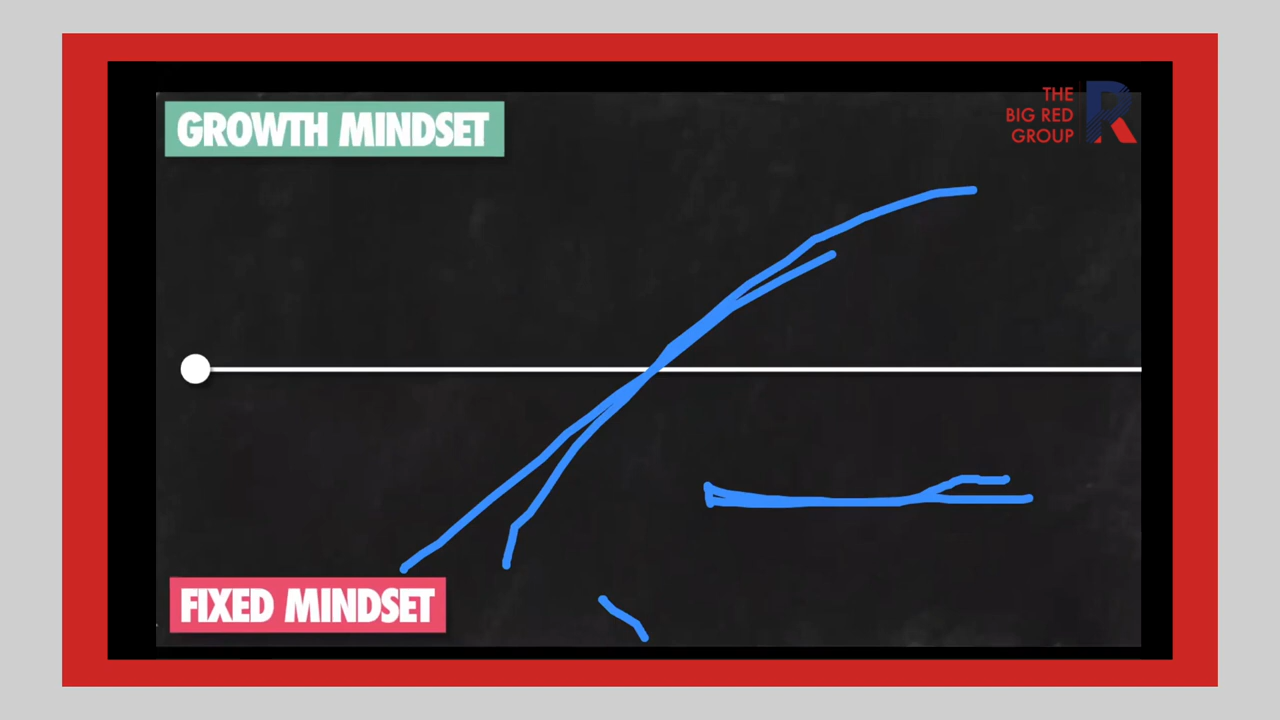 GROWTH MINDSET
THE
BIG RED
GROUP
R
FIXED MINDSET